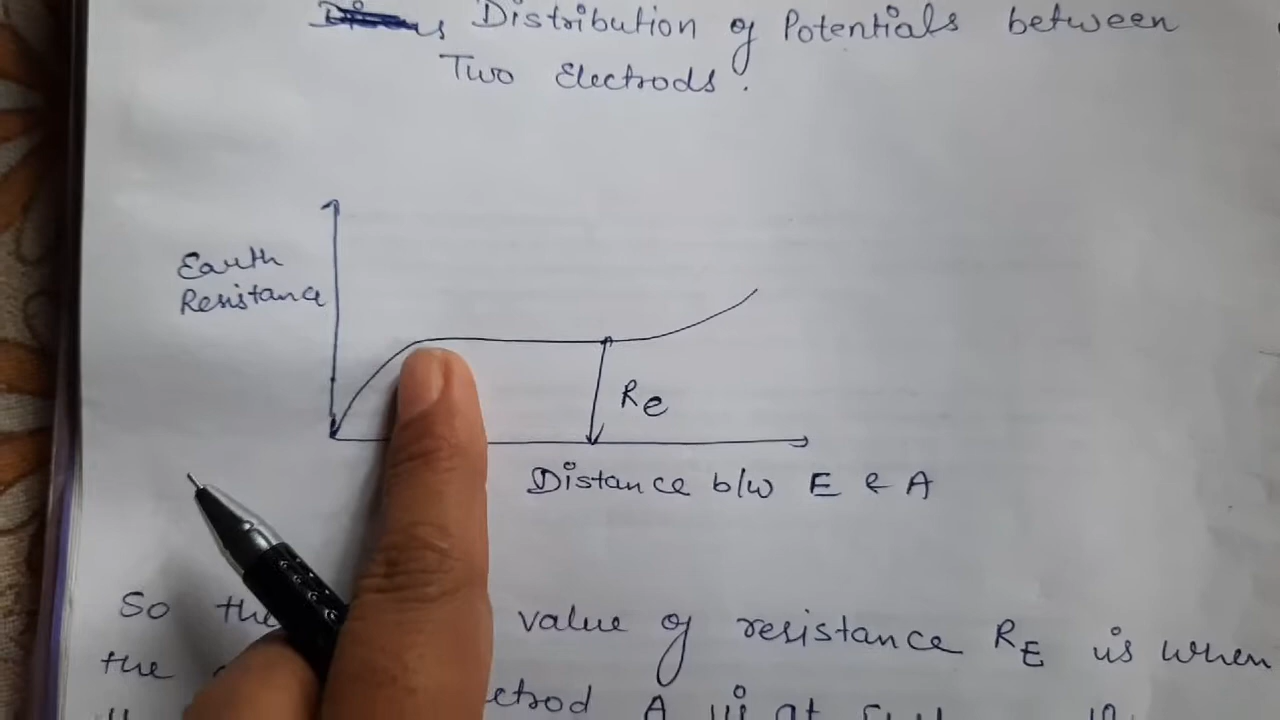 Distribution of Potentials between
Two Electrods.
Earth
Resistance
Re
Distance b/w E & A
So the value of resistance RE is when
the
A is at